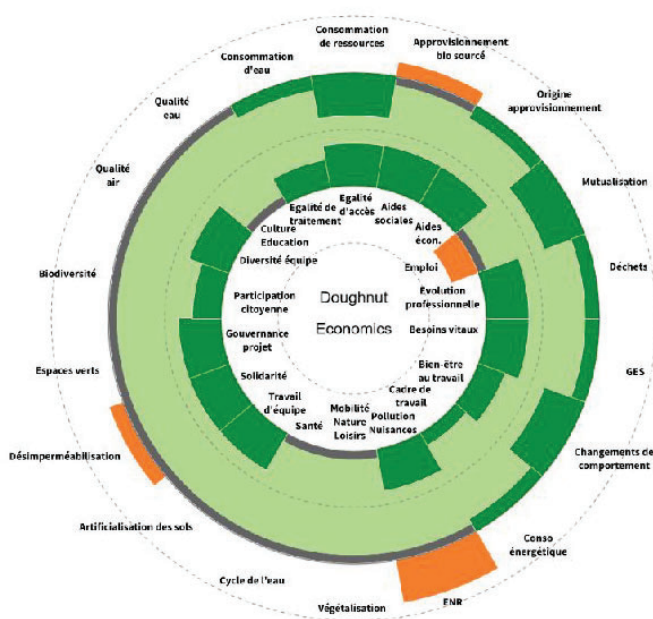 Consommation
de ressources
Approvisionnement
bio sourcé
Origine
approvisionnement
Mutualisation
Déchets
GES
Changements de
comportement
Conso
énergétique
ENR
Végétalisation
Cycle de l'eau
Artificialisation des sols
Désimperméabilisation
Espaces verts
Biodiversité
Qualité
air
Qualité
eau
Consommation
d'eau
Egalité
d'accès
Aides
sociales
Aides
écon.
Emploi
Évolution
professionnelle
Besoins vitaux
Bien-être
au travail
Cadre de
travail
Pollution
Nuisances
Mobilité
Nature
Loisirs
Santé
Travail
d'équipe
Solidarité
Gouvernance
projet
Participation
citoyenne
Diversité équipe
Culture
Education
Egalité de
traitement
Doughnut
Economics